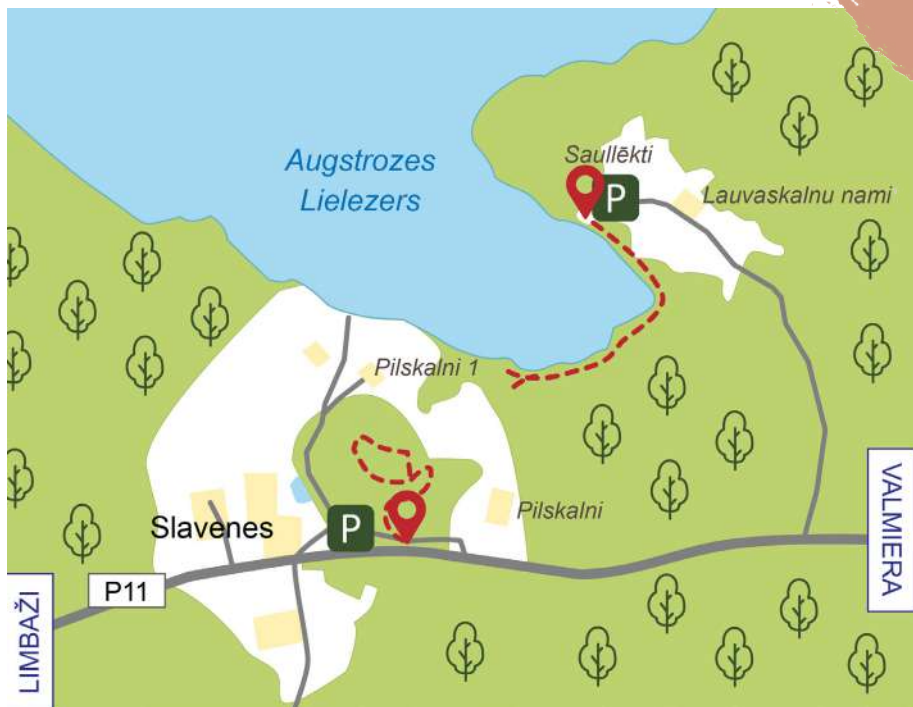 Augstrozes
Lielezers
Saullēkti
P
Lauvaskalnu nami
Pilskalni 1
Slavenes
P
Pilskalni
P11
LIMBAŽI
VALMIERA